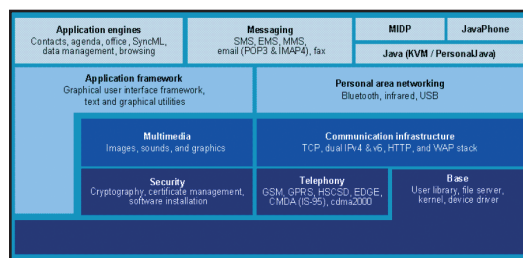 Application engines
Contacts, agenda, office, SyncML,
data management, browsing
Messaging
SMS, EMS, MMS,
email (POP3 & IMAP4), fax
MIDP
JavaPhone
Java (KVM / PersonalJava)
Application framework
Graphical user interface framework,
text and graphical utilities
Personal area networking
Bluetooth, infrared, USB
Multimedia
Images, sounds, and graphics
Communication infrastructure
TCP, dual IPv4 & v6, HTTP, and WAP stack
Security
Cryptography, certificate management,
software installation
Telephony
GSM, GPRS, HSCSD, EDGE,
CMDA (IS-95), cdma2000
Base
User library, file server,
kernel, device driver